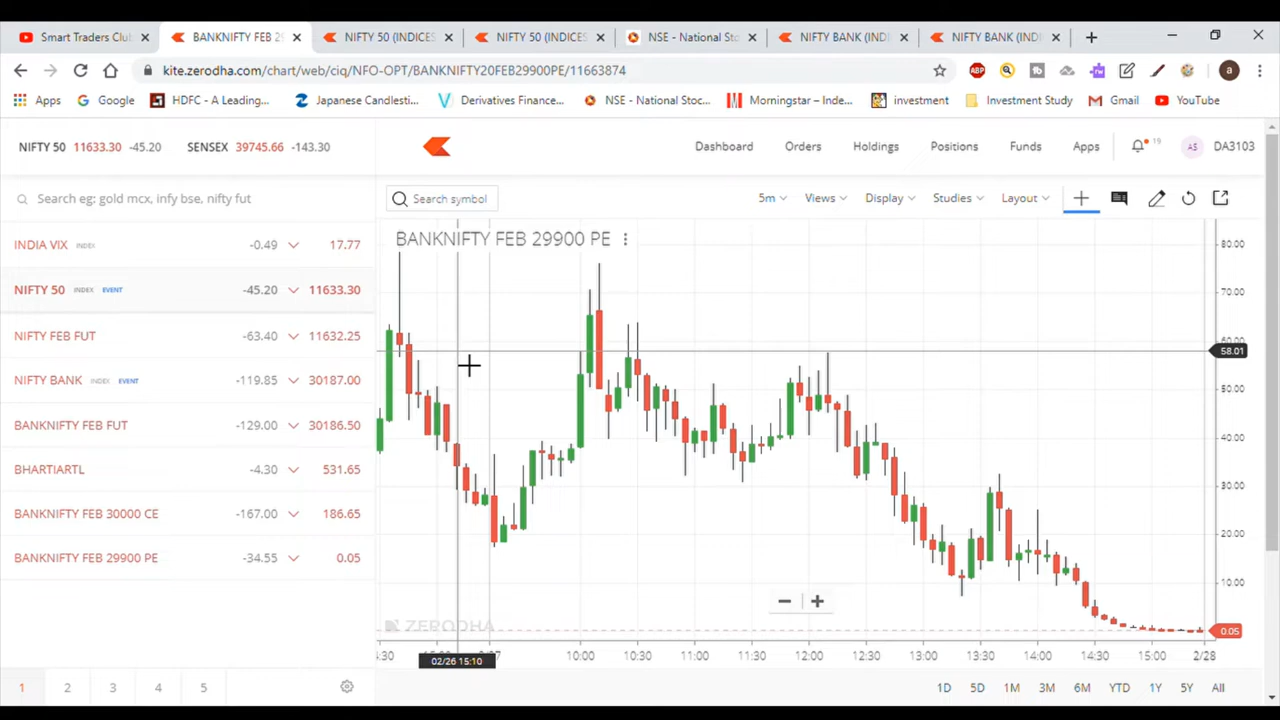 Smart Traders Clu
BANKNIFTY FEB 29
NIFTY 50 (INDICES
NIFTY 50 (INDICES
NSE - National Sto
NIFTY BANK (INDI
NIFTY BANK (INDI
kite.zerodha.com/chart/web/ciq/NFO-OPT/BANKNIFTY20FEB29900PE/11663874
ABP
a
Apps
Google
HDFC - A Leading...
Japanese Candlesti...
Derivatives Finance...
NSE - National Stoc...
Morningstar – Inde...
investment
Investment Study
Gmail
YouTube
NIFTY 50 11633.30 -45.20
SENSEX 39745.66 -143.30
Dashboard
Orders
Holdings
Positions
Funds
Apps
19
AS
DA3103
Search eg: gold mcx, infy bse, nifty fut
Search symbol
5m
Views
Display
Studies
Layout
INDIA VIX INDEX -0.49 17.77
NIFTY 50 INDEX EVENT -45.20 11633.30
NIFTY FEB FUT -63.40 11632.25
NIFTY BANK INDEX EVENT -119.85 30187.00
BANKNIFTY FEB FUT -129.00 30186.50
BHARTIARTL -4.30 531.65
BANKNIFTY FEB 30000 CE -167.00 186.65
BANKNIFTY FEB 29900 PE -34.55 0.05
BANKNIFTY FEB 29900 PE
80.00
70.00
58.01
50.00
40.00
30.00
20.00
10.00
0.05
ZERODHA
:30
02/26 15:10
10:00
10:30
11:00
11:30
12:00
12:30
13:00
13:30
14:00
14:30
15:00
2/28
1 2 3 4 5
1D 5D 1M 3M 6M YTD 1Y 5Y All